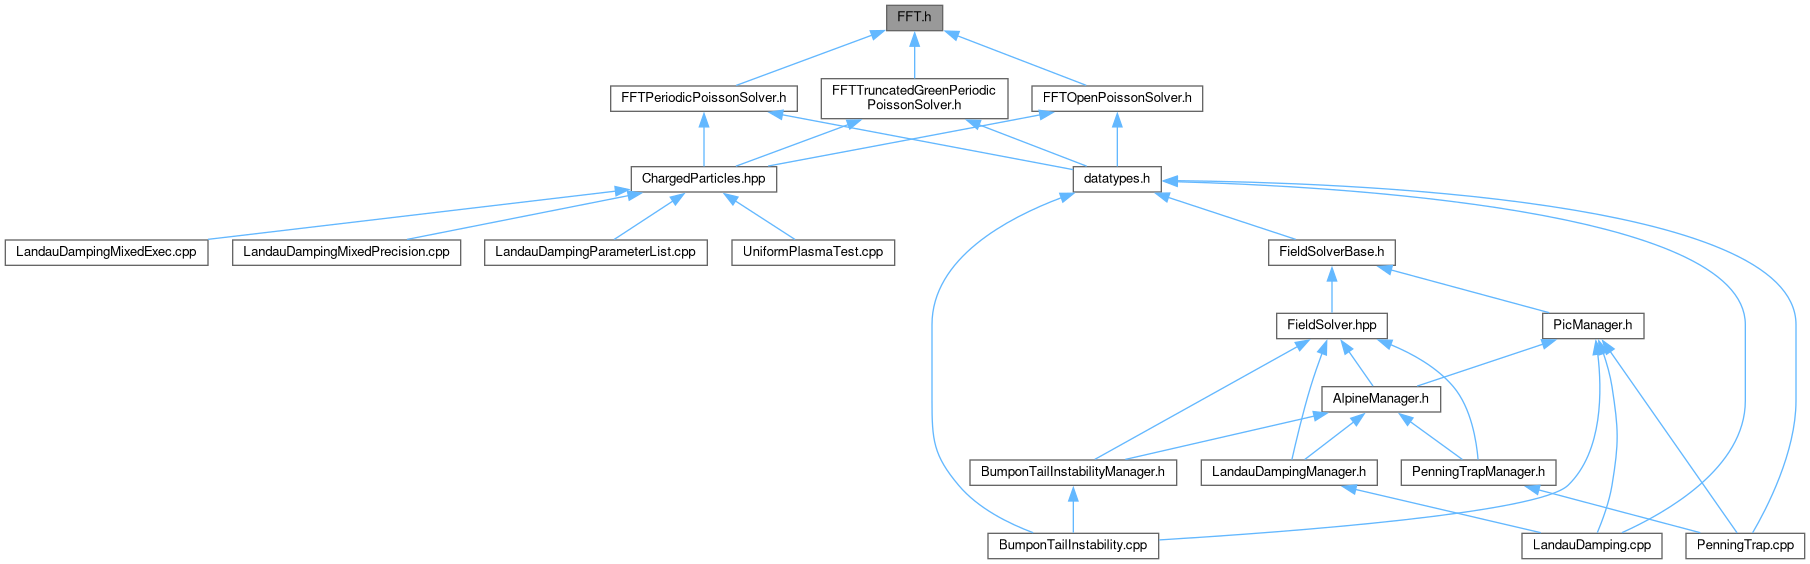 FFT.h
FFTPeriodicPoissonSolver.h
FFTTruncatedGreenPeriodic
PoissonSolver.h
FFTOpenPoissonSolver.h
ChargedParticles.hpp
datatypes.h
LandauDampingMixedExec.cpp
LandauDampingMixedPrecision.cpp
LandauDampingParameterList.cpp
UniformPlasmaTest.cpp
FieldSolverBase.h
FieldSolver.hpp
PicManager.h
AlpineManager.h
BumponTailInstabilityManager.h
LandauDampingManager.h
PenningTrapManager.h
BumponTailInstability.cpp
LandauDamping.cpp
PenningTrap.cpp